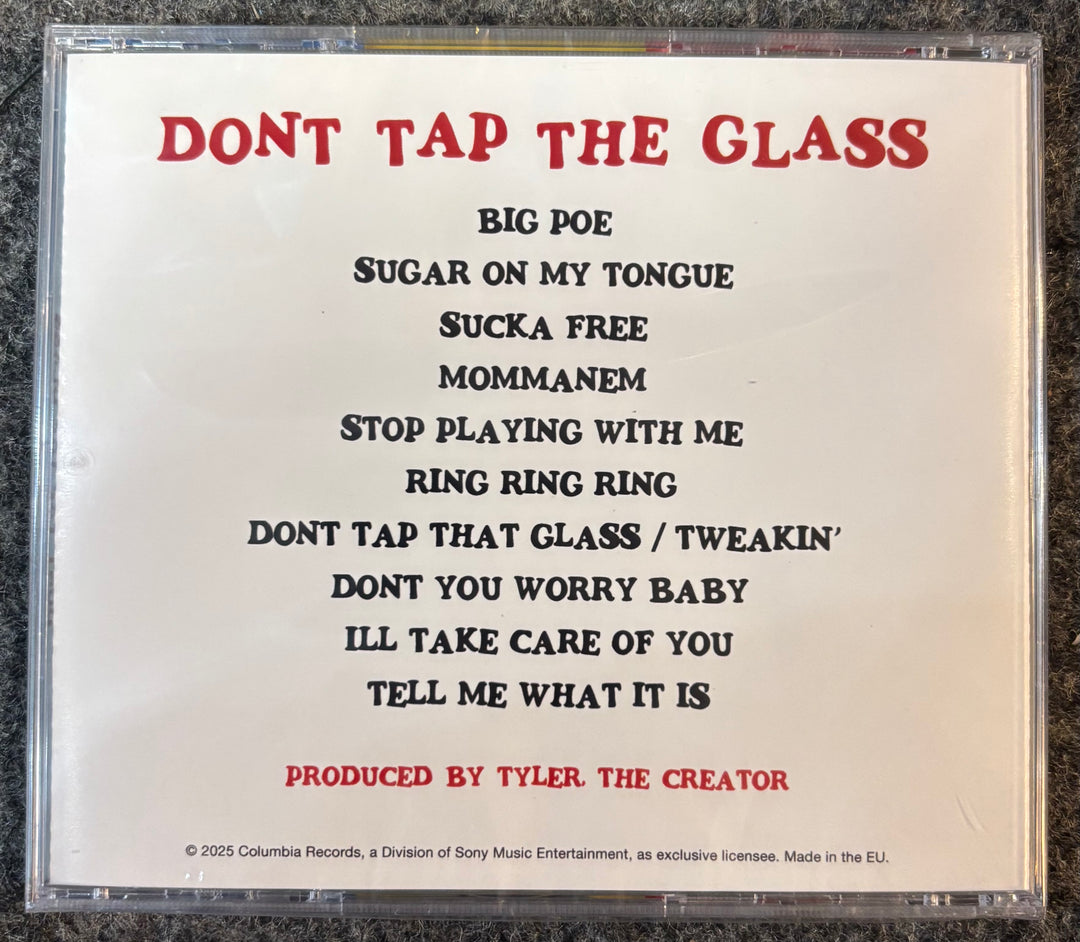 DONT TAP THE GLASS
BIG POE
SUGAR ON MY TONGUE
SUCKA FREE
MOMMANEM
STOP PLAYING WITH ME
RING RING RING
DONT TAP THAT GLASS / TWEAKIN'
DONT YOU WORRY BABY
ILL TAKE CARE OF YOU
TELL ME WHAT IT IS
PRODUCED BY TYLER, THE CREATOR
© 2025 Columbia Records, a Division of Sony Music Entertainment, as exclusive licensee. Made in the EU.